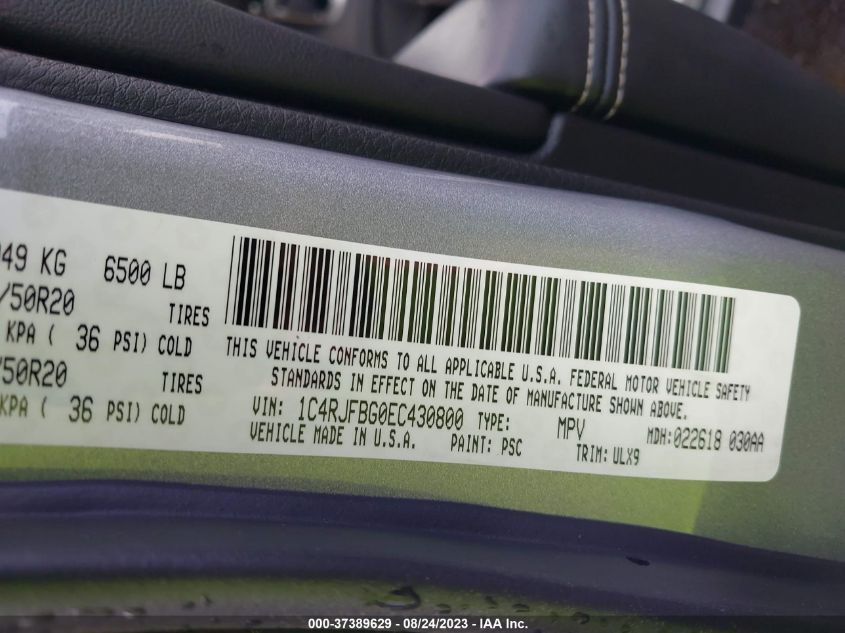 949 KG 6500 LB
/50R20 TIRES
KPA ( 36 PSI) COLD
/50R20 TIRES
KPA ( 36 PSI) COLD
THIS VEHICLE CONFORMS TO ALL APPLICABLE U.S.A. FEDERAL MOTOR VEHICLE SAFETY
STANDARDS IN EFFECT ON THE DATE OF MANUFACTURE SHOWN ABOVE.
VIN: 1C4RJFBG0EC430800 TYPE: MPV MDH:022618 030AA
VEHICLE MADE IN U.S.A. PAINT: PSC TRIM: ULX9
000-37389629 - 08/24/2023 - IAA Inc.